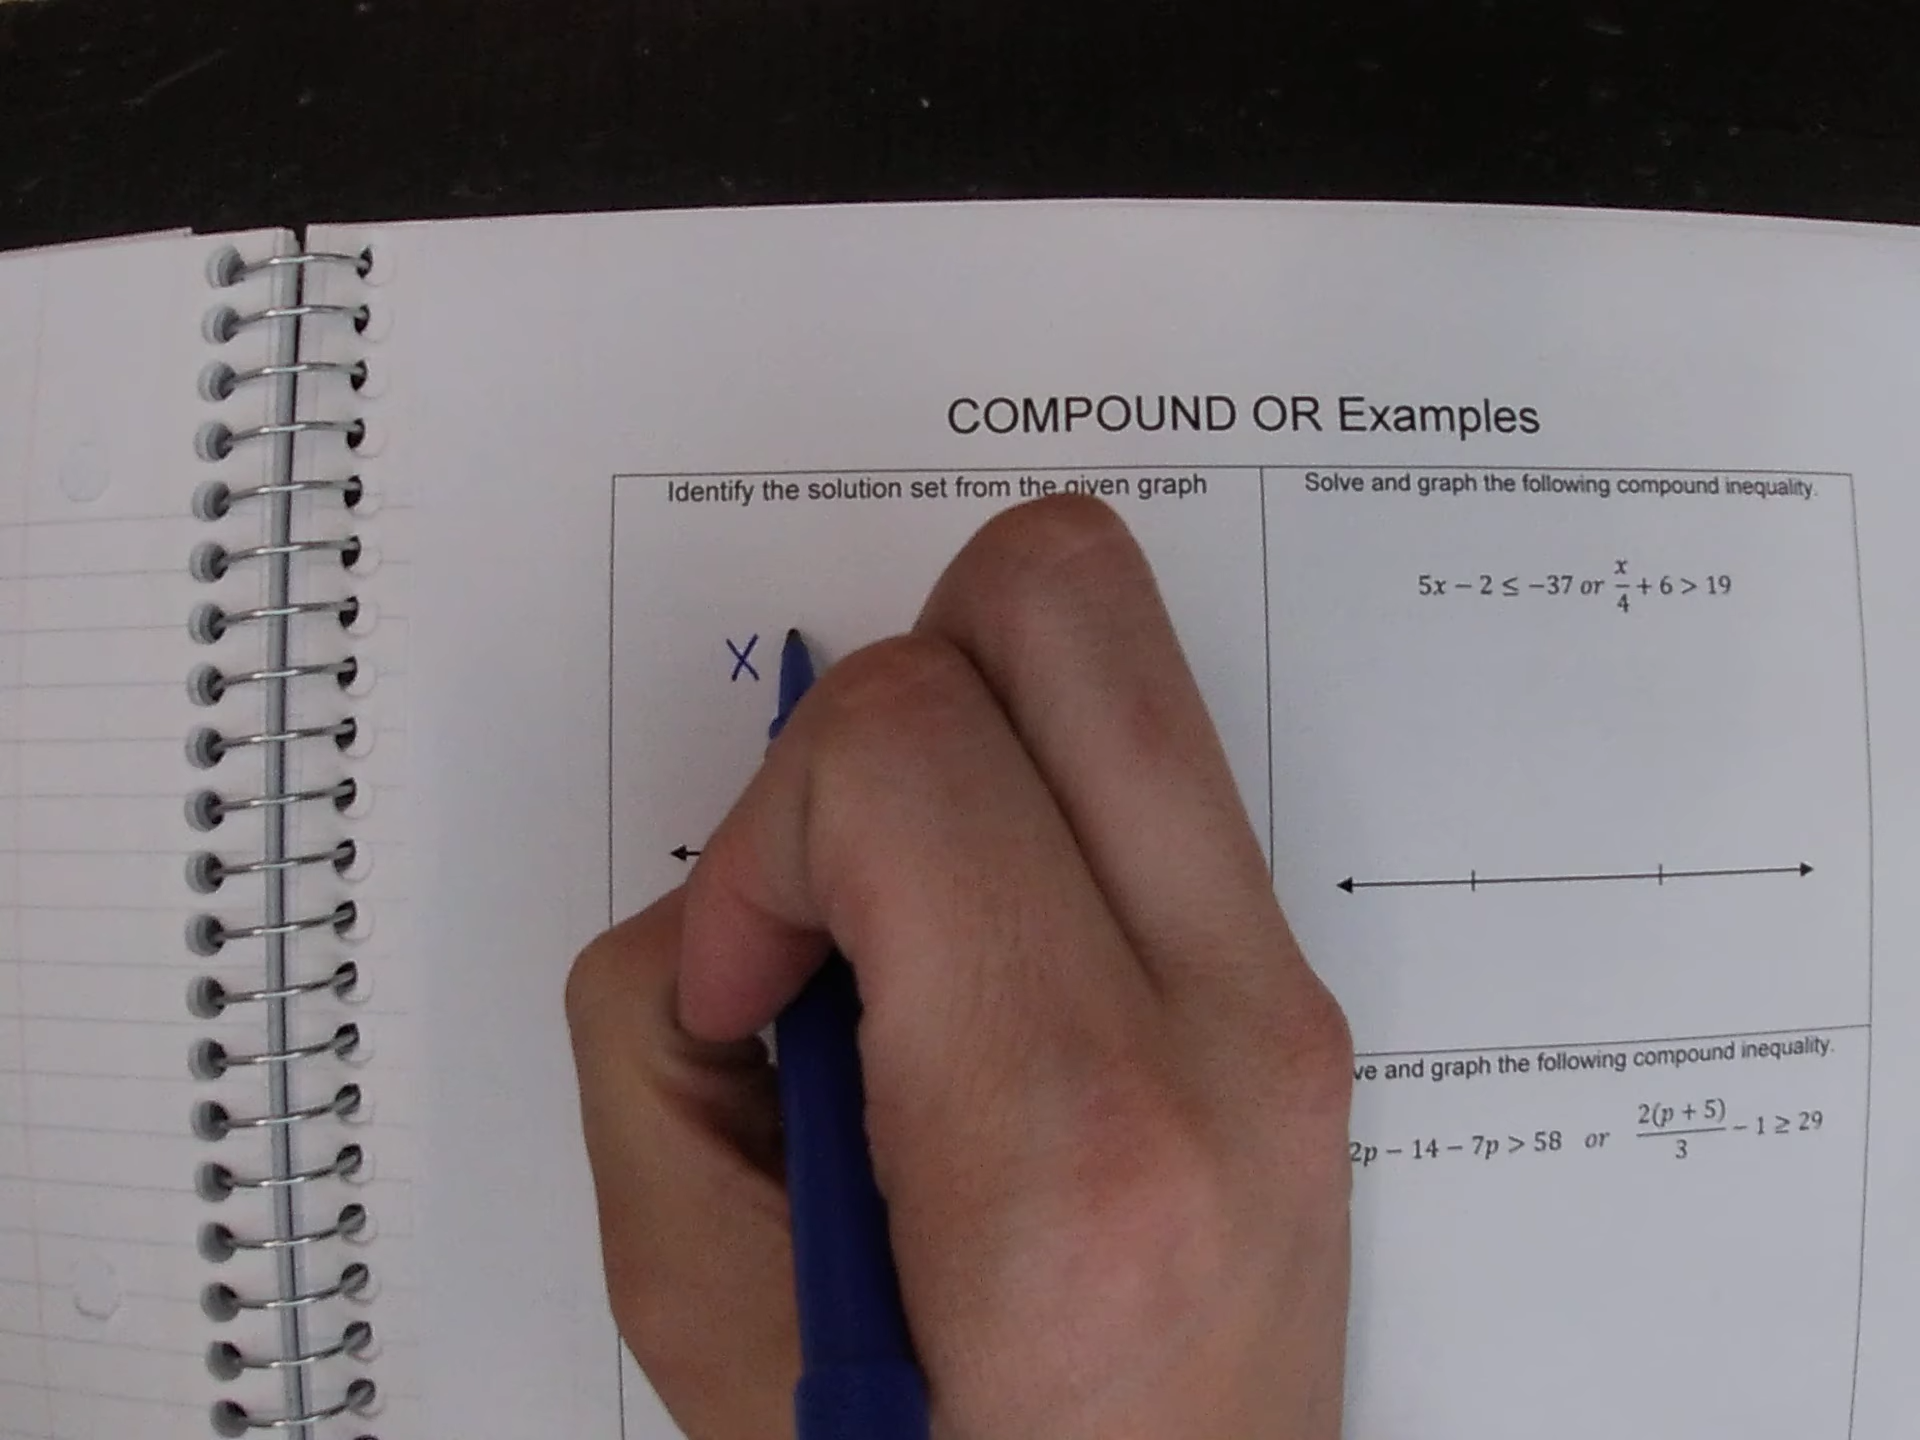 COMPOUND OR Examples
Identify the solution set from the given graph
X
Solve and graph the following compound inequality.
5x − 2 ≤ −37 or x/4 + 6 > 19
and graph the following compound inequality.
2p − 14 − 7p > 58 or 2(p + 5)/3 − 1 ≥ 29